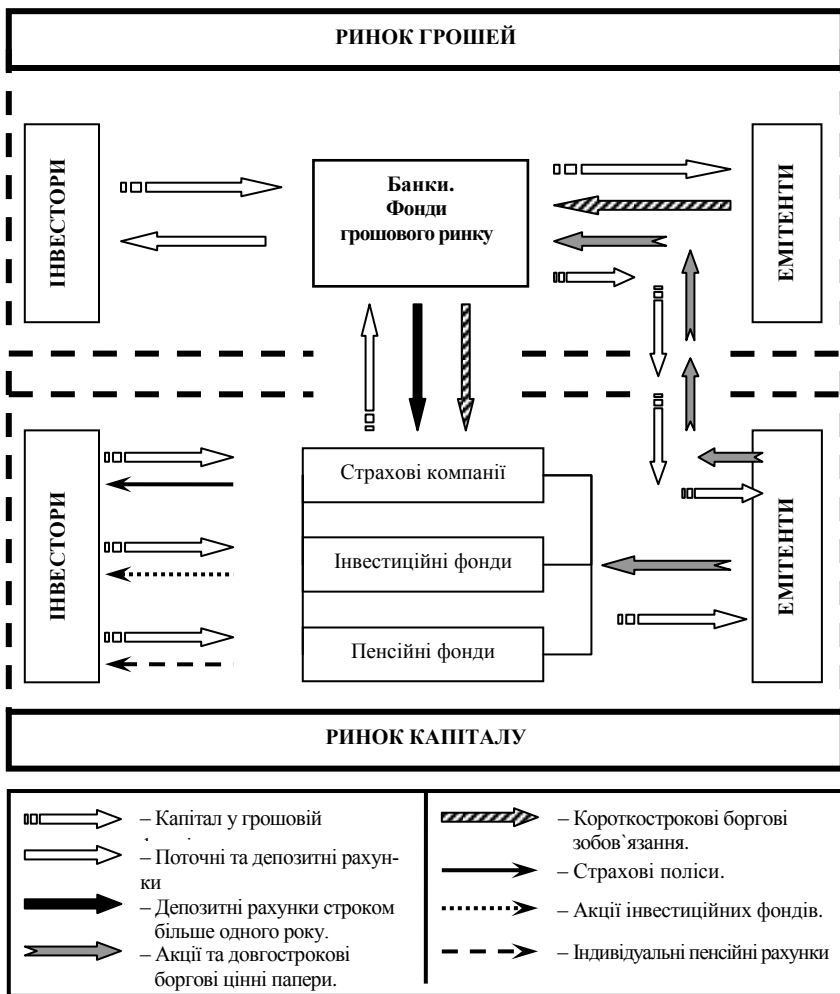 РИНОК ГРОШЕЙ
ІНВЕСТОРИ
Банки.
Фонди
грошового ринку
ЕМІТЕНТИ
ІНВЕСТОРИ
Страхові компанії
Інвестиційні фонди
Пенсійні фонди
ЕМІТЕНТИ
РИНОК КАПІТАЛУ
– Капітал у грошовій
– Поточні та депозитні рахун-
ки
– Депозитні рахунки строком
більше одного року.
– Акції та довгострокові
боргові цінні папери.
– Короткострокові боргові
зобов`язання.
– Страхові поліси.
– Акції інвестиційних фондів.
– Індивідуальні пенсійні рахунки